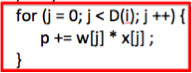 for (j = 0; j < D(i); j ++) {
p += w[j] * x[j] ;
}